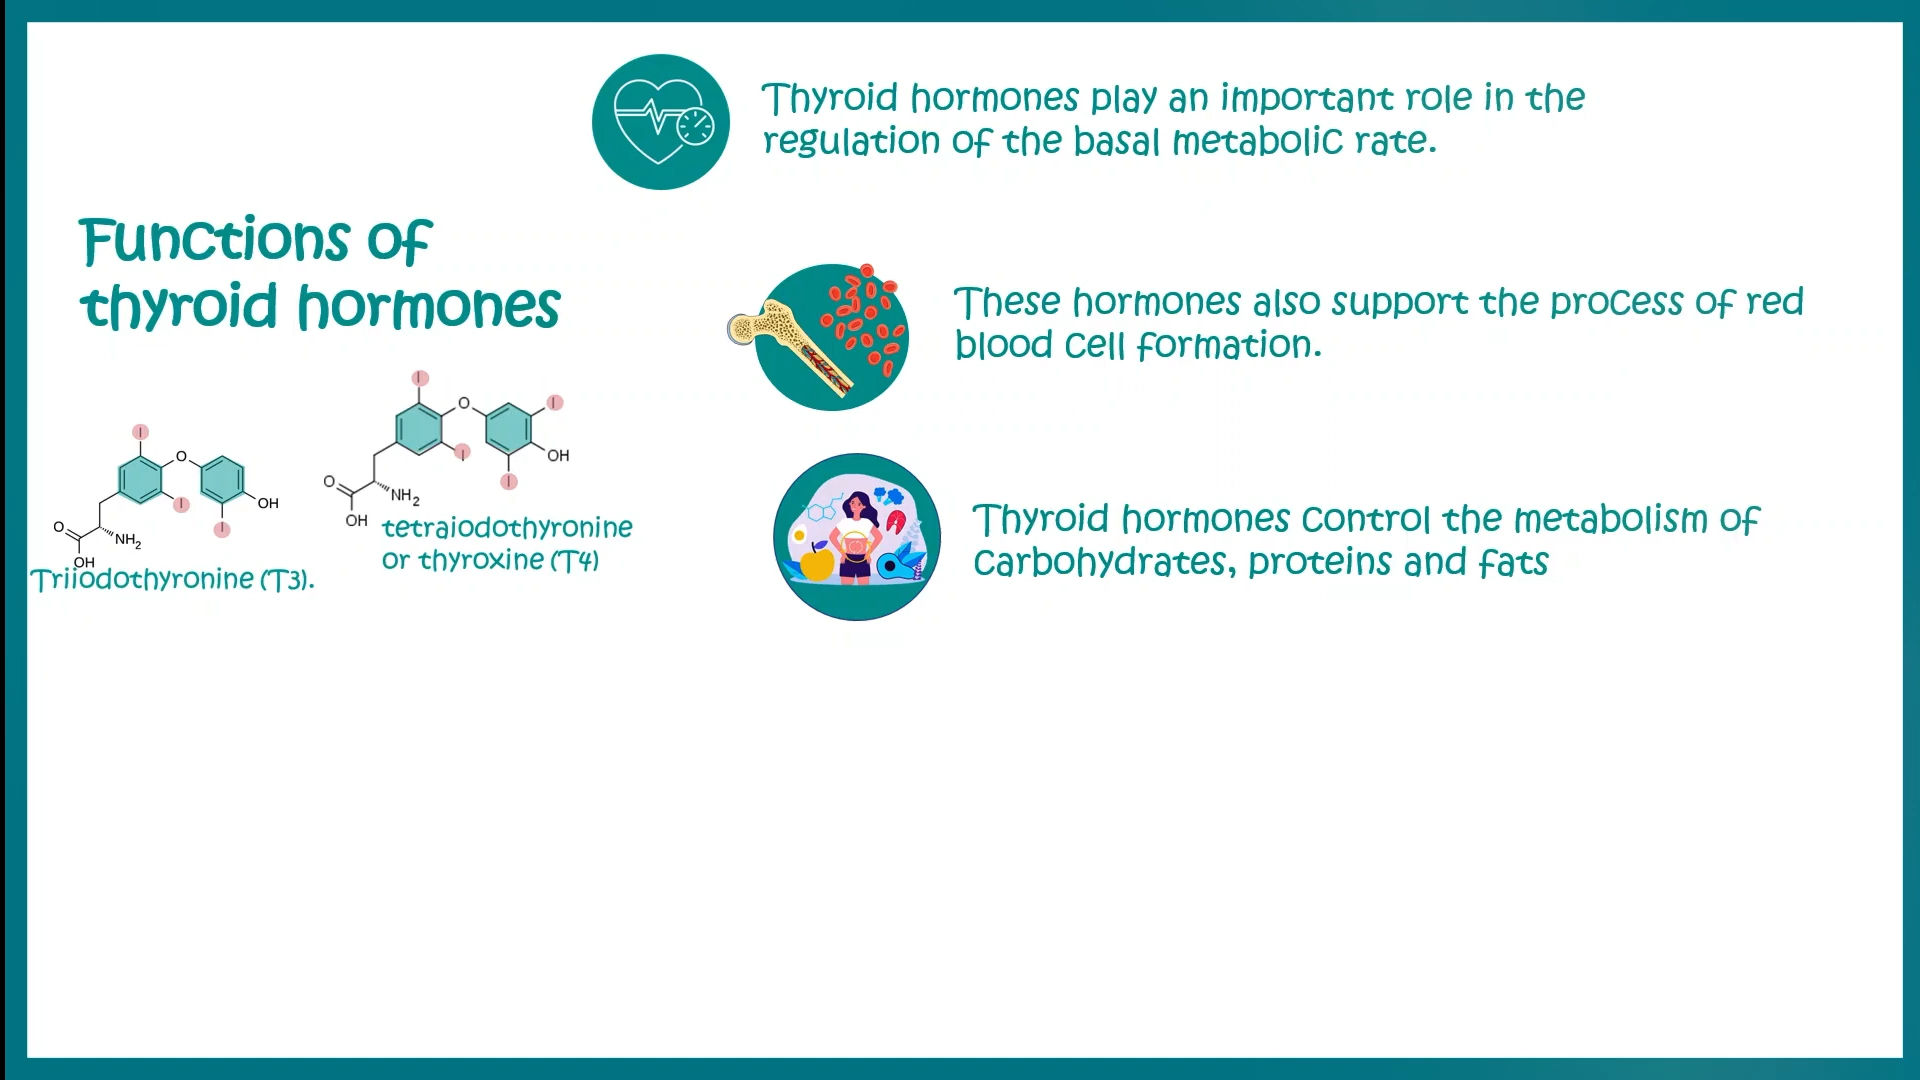 Thyroid hormones play an important role in the
regulation of the basal metabolic rate.
Functions of
thyroid hormones
These hormones also support the process of red
blood cell formation.
I
O
I
I
I
OH
O
NH2
OH
tetraiodothyronine
or thyroxine (T4)
I
O
I
I
OH
O
NH2
OH
Triiodothyronine (T3).
Thyroid hormones control the metabolism of
carbohydrates, proteins and fats